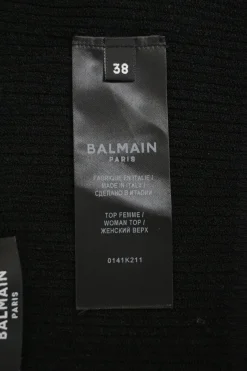 38
BALMAIN
PARIS
FABRIQUÉ EN ITALIE /
MADE IN ITALY /
СДЕЛАНО В ИТАЛИИ
TOP FEMME /
WOMAN TOP /
ЖЕНСКИЙ ВЕРХ
0141K211
BALMAIN
PARIS